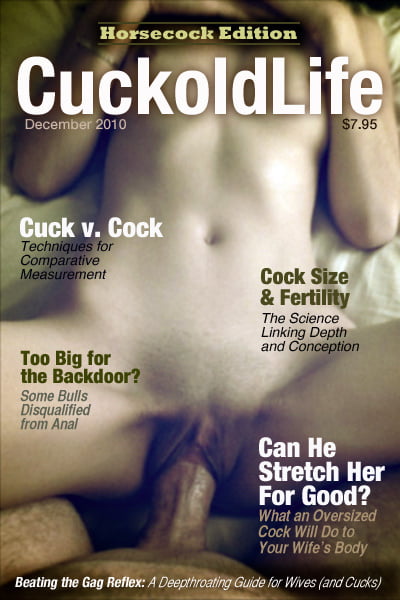 Horsecock Edition
CuckoldLife
December 2010
$7.95
Cuck v. Cock
Techniques for
Comparative
Measurement
Cock Size
& Fertility
The Science
Linking Depth
and Conception
Too Big for
the Backdoor?
Some Bulls
Disqualified
from Anal
Can He
Stretch Her
For Good?
What an Oversized
Cock Will Do to
Your Wife's Body
Beating the Gag Reflex: A Deepthroating Guide for Wives (and Cucks)